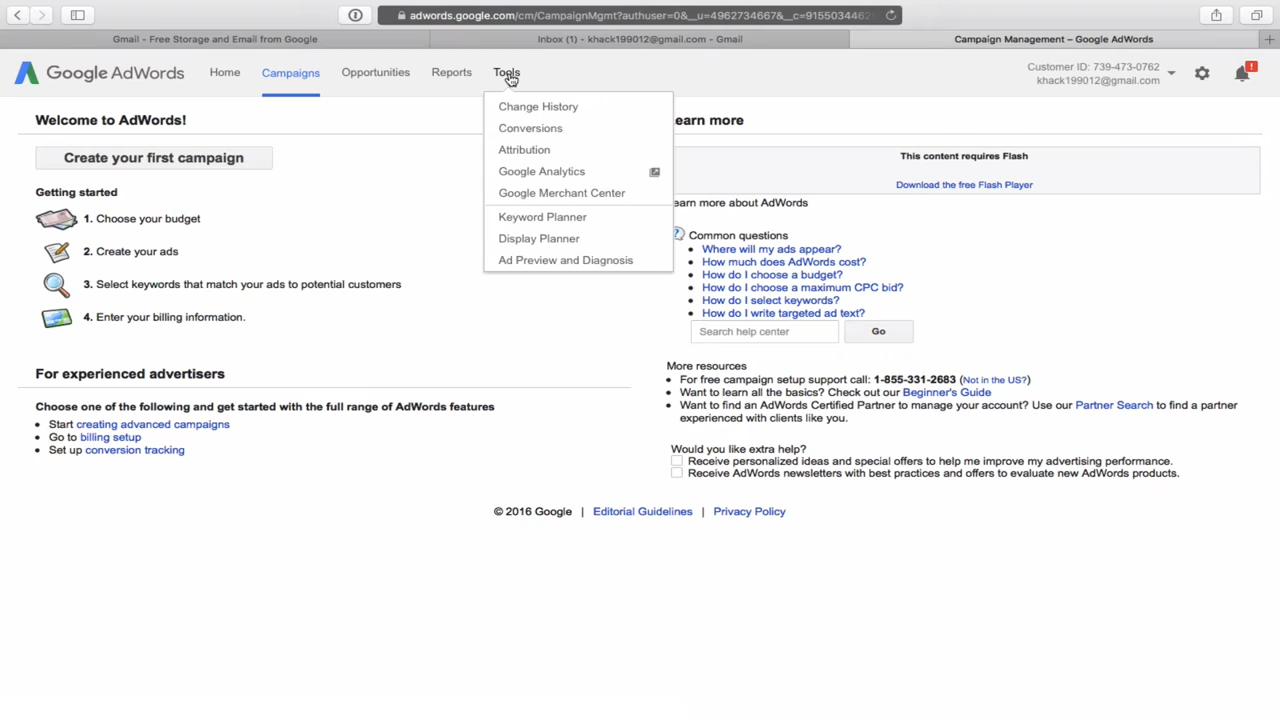 adwords.google.com/cm/CampaignMgmt?authuser=0&__u=4962734667&__c=9155034462
Gmail - Free Storage and Email from Google
Inbox (1) - khack199012@gmail.com - Gmail
Campaign Management – Google AdWords
Google AdWords
Home
Campaigns
Opportunities
Reports
Tools
Customer ID: 739-473-0762
khack199012@gmail.com
!
Change History
Conversions
Attribution
Google Analytics
Google Merchant Center
Keyword Planner
Display Planner
Ad Preview and Diagnosis
Welcome to AdWords!
Create your first campaign
Getting started
1. Choose your budget
2. Create your ads
3. Select keywords that match your ads to potential customers
4. Enter your billing information.
For experienced advertisers
Choose one of the following and get started with the full range of AdWords features
Start creating advanced campaigns
Go to billing setup
Set up conversion tracking
earn more
This content requires Flash
Download the free Flash Player
earn more about AdWords
Common questions
Where will my ads appear?
How much does AdWords cost?
How do I choose a budget?
How do I choose a maximum CPC bid?
How do I select keywords?
How do I write targeted ad text?
Search help center
Go
More resources
For free campaign setup support call: 1-855-331-2683 (Not in the US?)
Want to learn all the basics? Check out our Beginner's Guide
Want to find an AdWords Certified Partner to manage your account? Use our Partner Search to find a partner
experienced with clients like you.
Would you like extra help?
Receive personalized ideas and special offers to help me improve my advertising performance.
Receive AdWords newsletters with best practices and offers to evaluate new AdWords products.
© 2016 Google | Editorial Guidelines | Privacy Policy